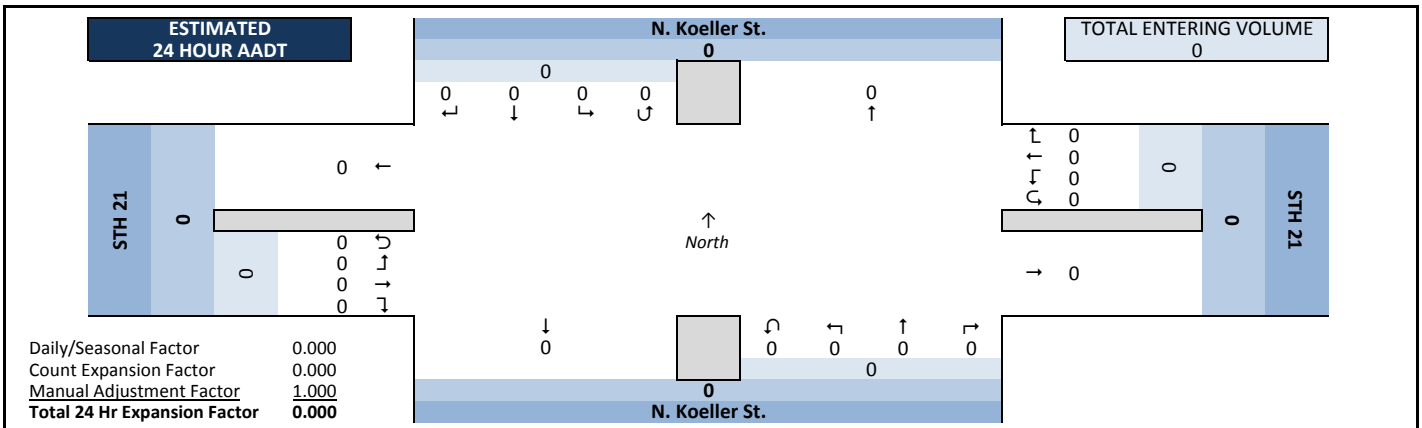 ESTIMATED
24 HOUR AADT
N. Koeller St.
0
TOTAL ENTERING VOLUME
0
0
0 0 0 0
↵ ↓ ↳ ↺
0
↑
STH 21
0
0 ←
0
0 ⮌
0 ↱
0 →
0 ↴
↑
North
↱ 0
← 0
↲ 0
⮎ 0
0
0
STH 21
→ 0
↓
0
↶ ↰ ↑ ↱
0 0 0 0
0
0
N. Koeller St.
Daily/Seasonal Factor 0.000
Count Expansion Factor 0.000
Manual Adjustment Factor 1.000
Total 24 Hr Expansion Factor 0.000